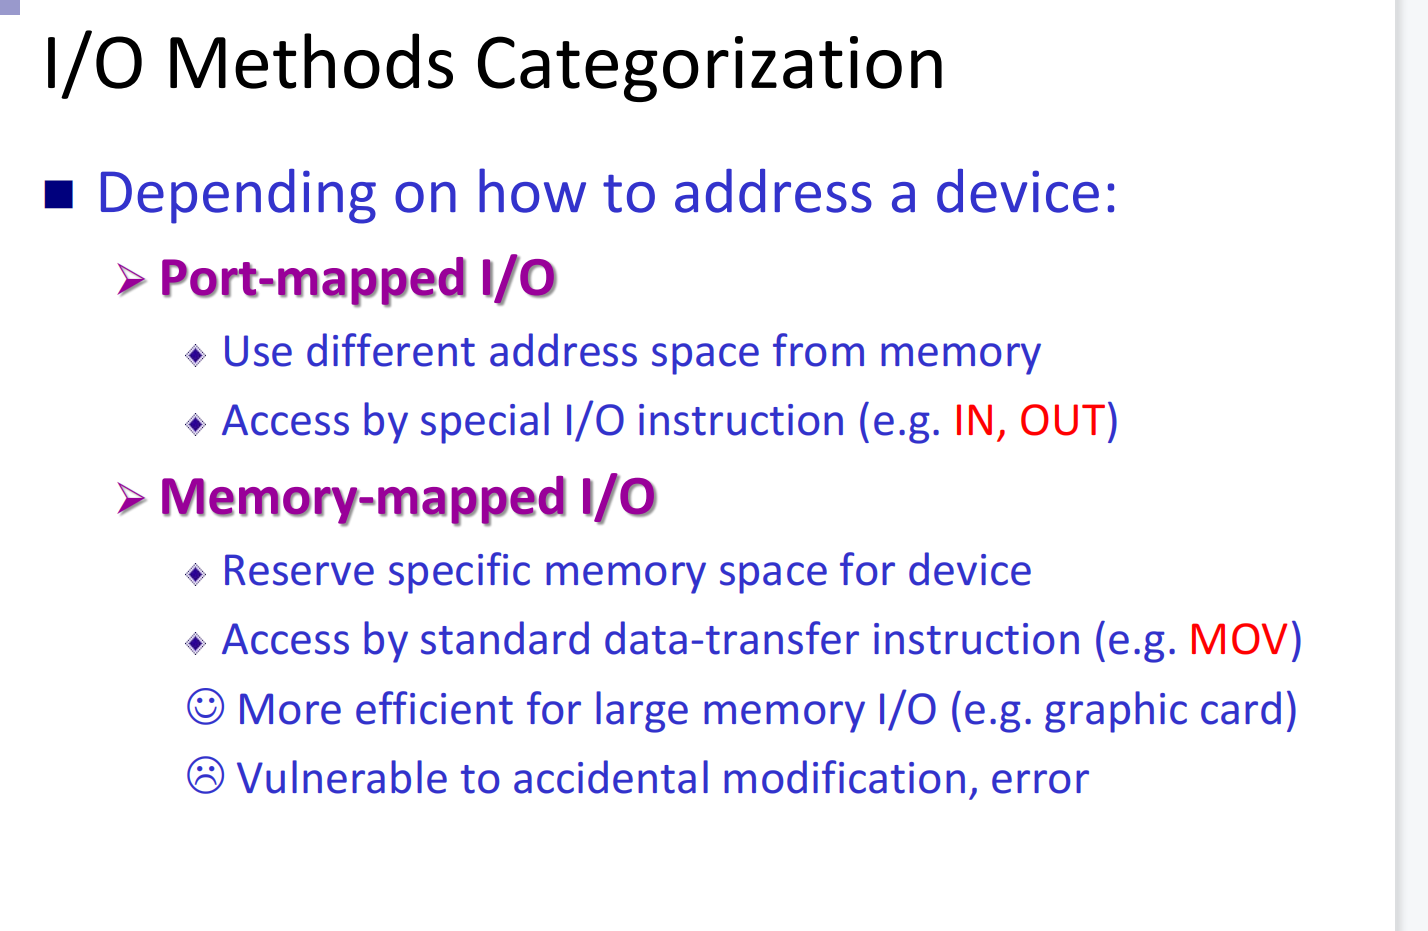 I/O Methods Categorization
Depending on how to address a device:
Port-mapped I/O
Use different address space from memory
Access by special I/O instruction (e.g. IN, OUT)
Memory-mapped I/O
Reserve specific memory space for device
Access by standard data-transfer instruction (e.g. MOV)
More efficient for large memory I/O (e.g. graphic card)
Vulnerable to accidental modification, error